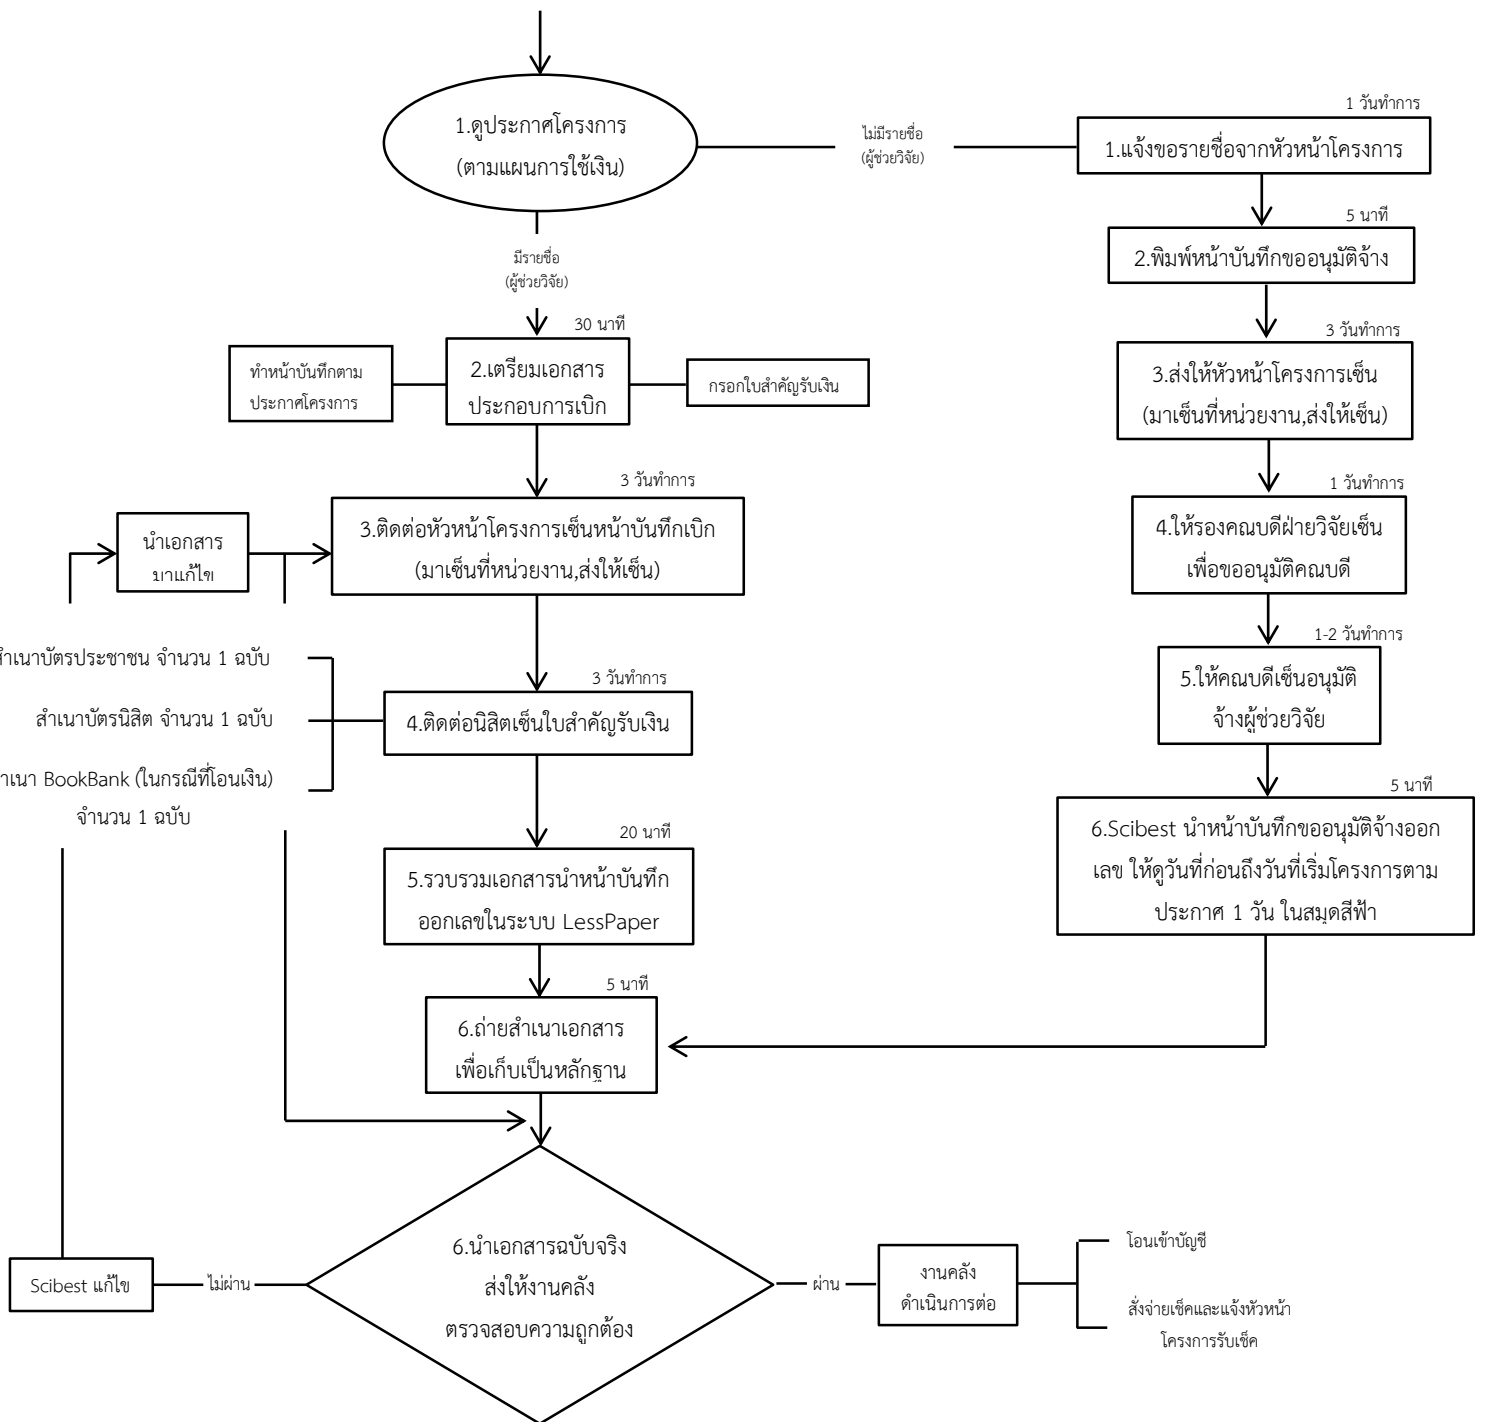 1.ดูประกาศโครงการ
(ตามแผนการใช้เงิน)
ไม่มีรายชื่อ
(ผู้ช่วยวิจัย)
1 วันทำการ
1.แจ้งขอรายชื่อจากหัวหน้าโครงการ
5 นาที
2.พิมพ์หน้าบันทึกขออนุมัติจ้าง
3 วันทำการ
3.ส่งให้หัวหน้าโครงการเซ็น
(มาเซ็นที่หน่วยงาน,ส่งให้เซ็น)
1 วันทำการ
4.ให้รองคณบดีฝ่ายวิจัยเซ็น
เพื่อขออนุมัติคณบดี
1-2 วันทำการ
5.ให้คณบดีเซ็นอนุมัติ
จ้างผู้ช่วยวิจัย
5 นาที
6.Scibest นำหน้าบันทึกขออนุมัติจ้างออก
เลข ให้ดูวันที่ก่อนถึงวันที่เริ่มโครงการตาม
ประกาศ 1 วัน ในสมุดสีฟ้า
มีรายชื่อ
(ผู้ช่วยวิจัย)
30 นาที
2.เตรียมเอกสาร
ประกอบการเบิก
ทำหน้าบันทึกตาม
ประกาศโครงการ
กรอกใบสำคัญรับเงิน
3 วันทำการ
3.ติดต่อหัวหน้าโครงการเซ็นหน้าบันทึกเบิก
(มาเซ็นที่หน่วยงาน,ส่งให้เซ็น)
นำเอกสาร
มาแก้ไข
3 วันทำการ
4.ติดต่อนิสิตเซ็นใบสำคัญรับเงิน
สำเนาบัตรประชาชน จำนวน 1 ฉบับ
สำเนาบัตรนิสิต จำนวน 1 ฉบับ
าเนา BookBank (ในกรณีที่โอนเงิน)
จำนวน 1 ฉบับ
20 นาที
5.รวบรวมเอกสารนำหน้าบันทึก
ออกเลขในระบบ LessPaper
5 นาที
6.ถ่ายสำเนาเอกสาร
เพื่อเก็บเป็นหลักฐาน
6.นำเอกสารฉบับจริง
ส่งให้งานคลัง
ตรวจสอบความถูกต้อง
ไม่ผ่าน
Scibest แก้ไข
ผ่าน
งานคลัง
ดำเนินการต่อ
โอนเข้าบัญชี
สั่งจ่ายเช็คและแจ้งหัวหน้า
โครงการรับเช็ค